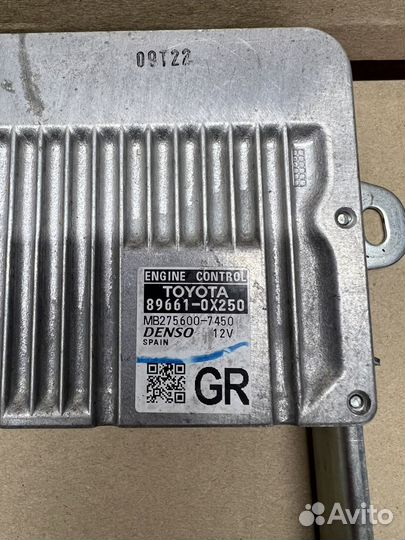 09T22
ENGINE CONTROL
TOYOTA
89661-0X250
MB275600-7450
DENSO 12V
SPAIN
GR
Avito